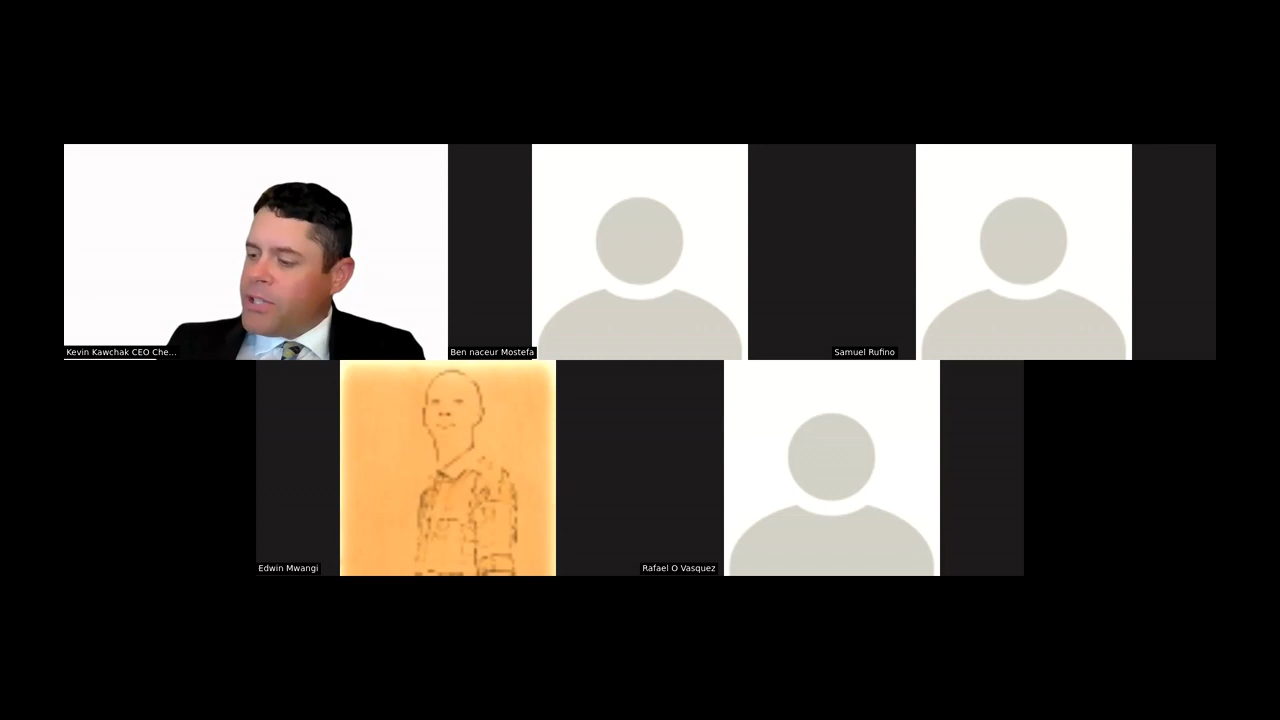 Kevin Kawchak CEO Che...
Ben naceur Mostefa
Samuel Rufino
Edwin Mwangi
Rafael O Vasquez